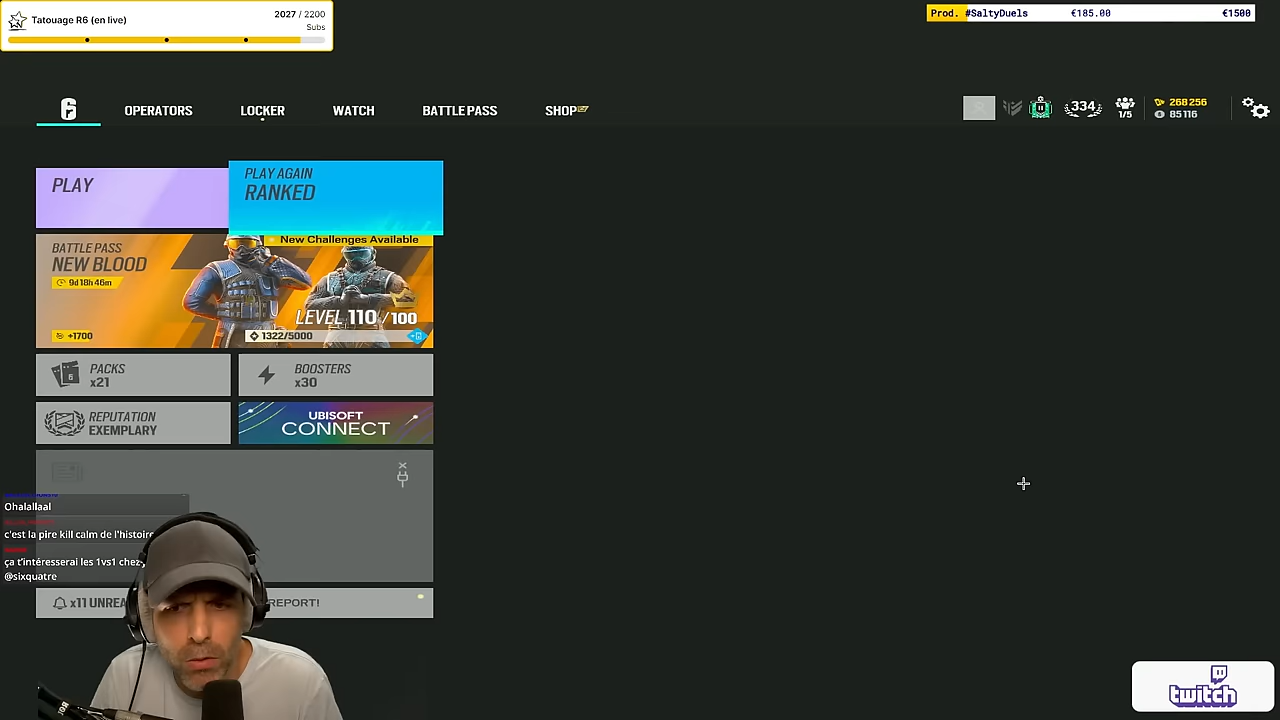 Tatouage R6 (en live)
2027 / 2200
Subs
Prod. #SaltyDuels €185.00 €1500
OPERATORS
LOCKER
WATCH
BATTLE PASS
SHOP
334
1/5
268 256
85 116
PLAY
PLAY AGAIN
RANKED
BATTLE PASS
NEW BLOOD
9d 18h 46m
New Challenges Available
LEVEL 110 / 100
+1700
1322/5000
PACKS
x21
BOOSTERS
x30
REPUTATION
EXEMPLARY
UBISOFT
CONNECT
Ohalallaal
c'est la pire kill calm de l'histoire
ça t'intéresserai les 1vs1 chez
@sixquatre
x11 UNREA
REPORT!
twitch